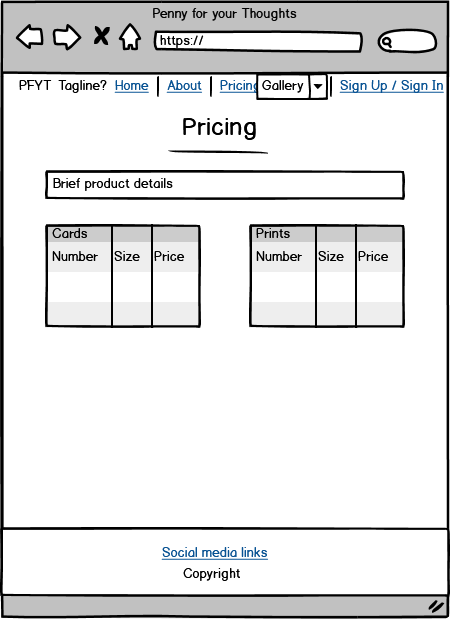 Penny for your Thoughts
https://
PFYT Tagline? Home About Pricing Gallery Sign Up / Sign In
Pricing
Brief product details
Cards Prints
Number Size Price Number Size Price
Social media links
Copyright